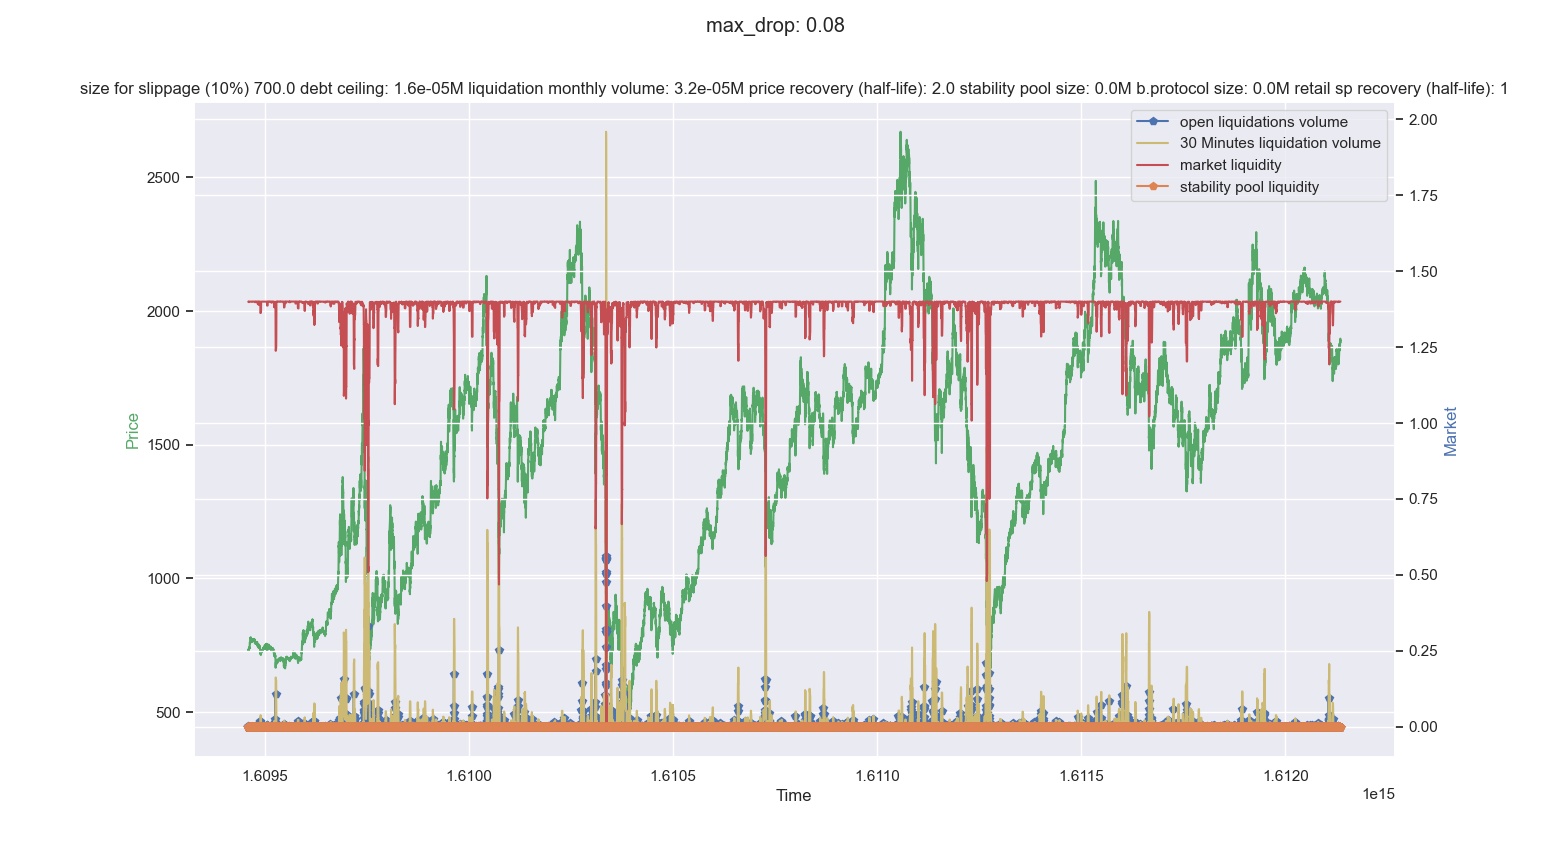 max_drop: 0.08
size for slippage (10%) 700.0 debt ceiling: 1.6e-05M liquidation monthly volume: 3.2e-05M price recovery (half-life): 2.0 stability pool size: 0.0M b.protocol size: 0.0M retail sp recovery (half-life): 1
open liquidations volume
30 Minutes liquidation volume
market liquidity
stability pool liquidity
2500
2000
1500
1000
500
Price
2.00
1.75
1.50
1.25
1.00
0.75
0.50
0.25
0.00
Market
1.6095
1.6100
1.6105
1.6110
1.6115
1.6120
1e15
Time